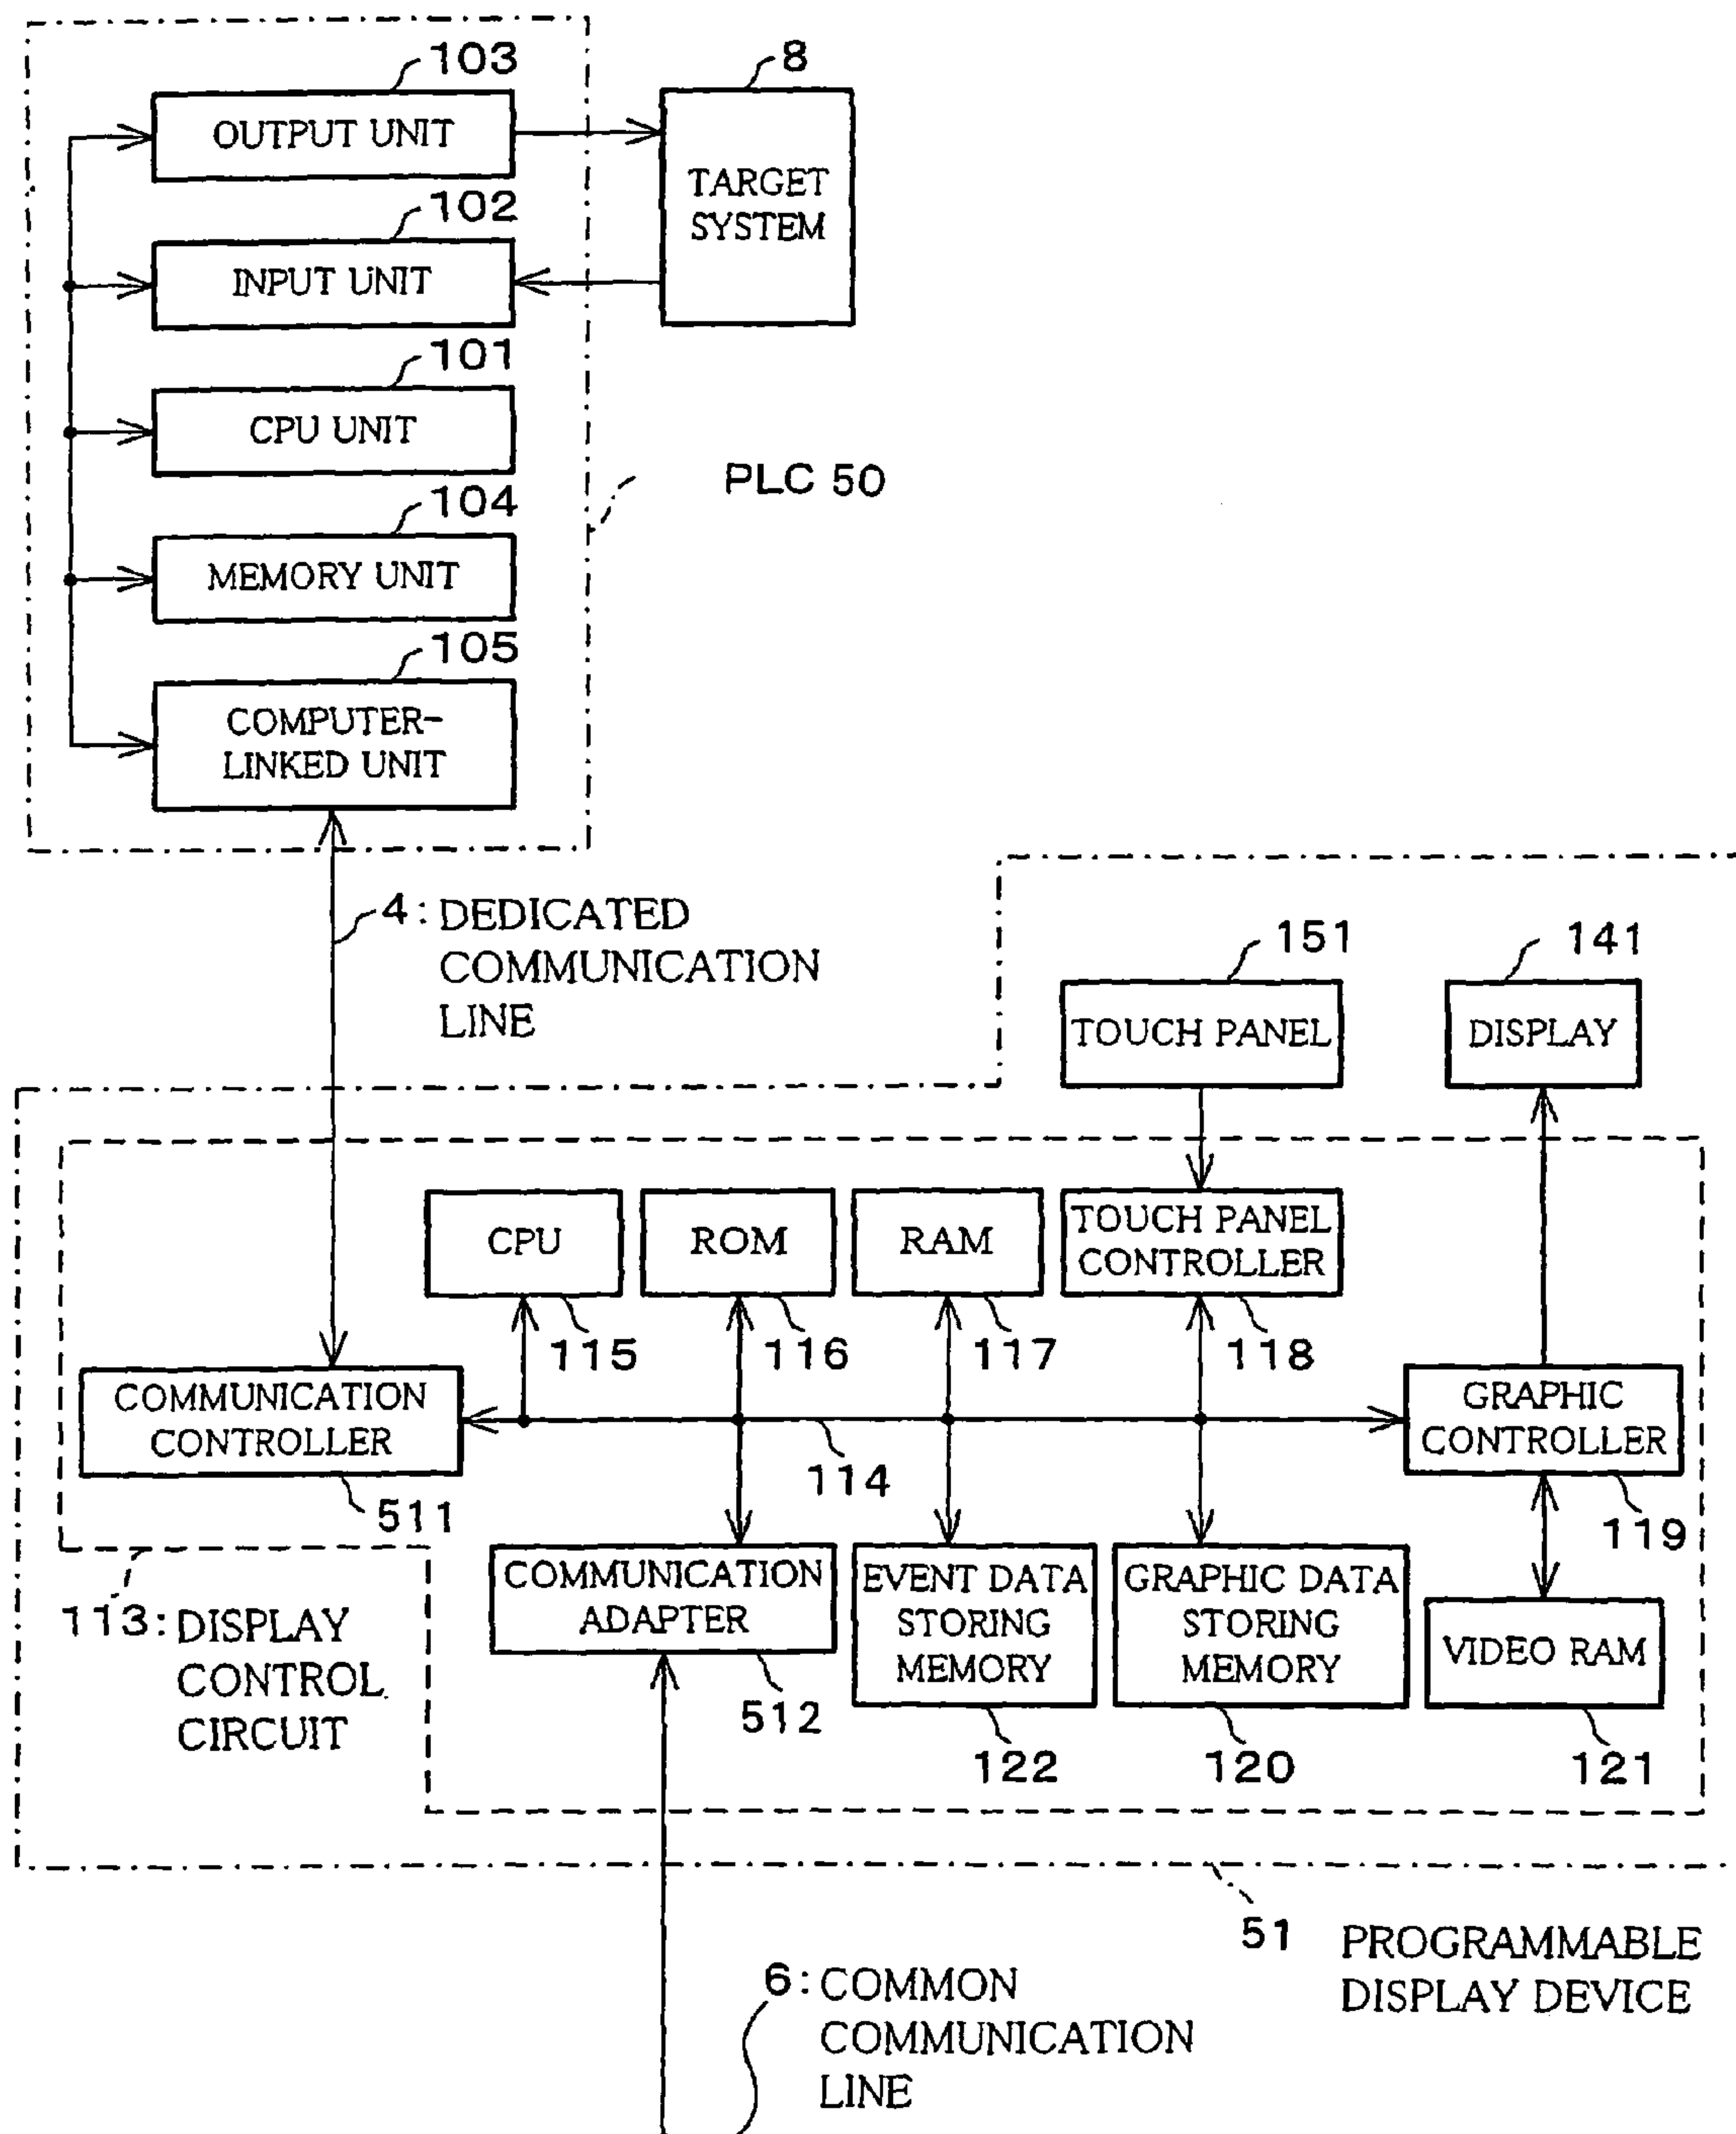 103
OUTPUT UNIT
8
TARGET
SYSTEM
102
INPUT UNIT
101
CPU UNIT
PLC 50
104
MEMORY UNIT
105
COMPUTER-
LINKED UNIT
4: DEDICATED
COMMUNICATION
LINE
151
TOUCH PANEL
141
DISPLAY
CPU
115
ROM
116
RAM
117
TOUCH PANEL
CONTROLLER
118
COMMUNICATION
CONTROLLER
511
114
GRAPHIC
CONTROLLER
119
113: DISPLAY
CONTROL
CIRCUIT
COMMUNICATION
ADAPTER
512
EVENT DATA
STORING
MEMORY
122
GRAPHIC DATA
STORING
MEMORY
120
VIDEO RAM
121
51 PROGRAMMABLE
DISPLAY DEVICE
6: COMMON
COMMUNICATION
LINE